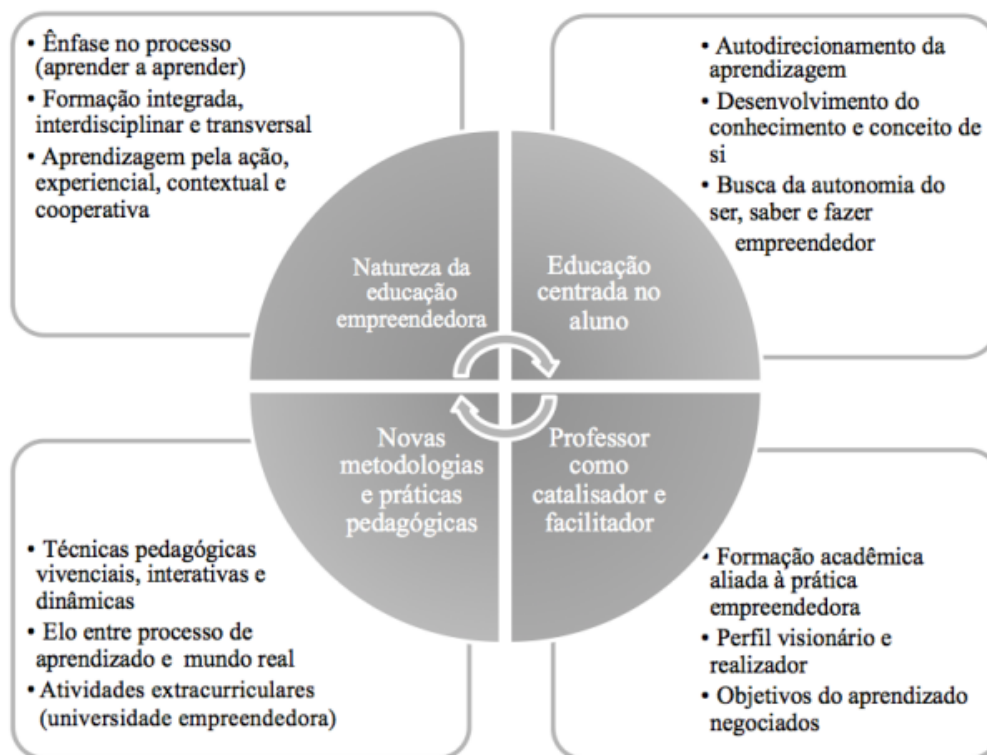 • Ênfase no processo
(aprender a aprender)
• Formação integrada,
interdisciplinar e transversal
• Aprendizagem pela ação,
experiencial, contextual e
cooperativa
• Autodirecionamento da
aprendizagem
• Desenvolvimento do
conhecimento e conceito de
si
• Busca da autonomia do
ser, saber e fazer
empreendedor
Natureza da
educação
empreendedora
Educação
centrada no
aluno
Novas
metodologias
e práticas
pedagógicas
Professor
como
catalisador e
facilitador
• Técnicas pedagógicas
vivenciais, interativas e
dinâmicas
• Elo entre processo de
aprendizado e mundo real
• Atividades extracurriculares
(universidade empreendedora)
• Formação acadêmica
aliada à prática
empreendedora
• Perfil visionário e
realizador
• Objetivos do aprendizado
negociados